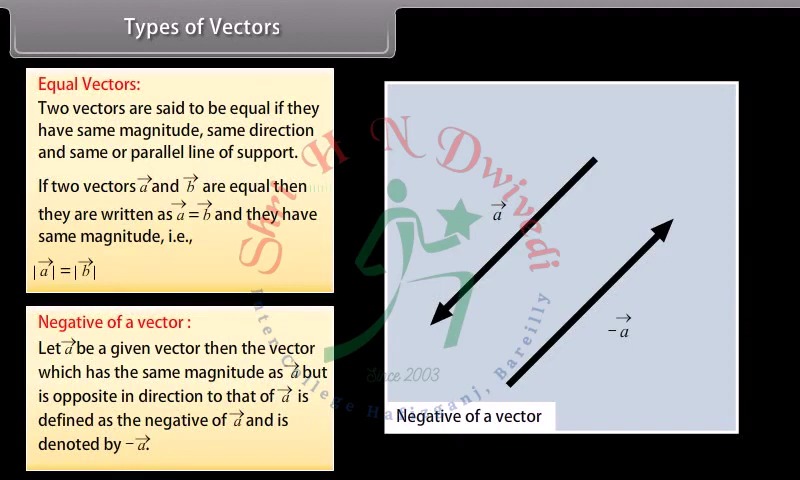 Types of Vectors
Equal Vectors:
Two vectors are said to be equal if they
have same magnitude, same direction
and same or parallel line of support.
If two vectors a⃗ and b⃗ are equal then
they are written as a⃗ = b⃗ and they have
same magnitude, i.e.,
|a⃗| = |b⃗|
Negative of a vector :
Let a⃗ be a given vector then the vector
which has the same magnitude as a⃗ but
is opposite in direction to that of a⃗ is
defined as the negative of a⃗ and is
denoted by −a⃗.
a⃗
−a⃗
Negative of a vector
Shri H N Dwivedi
Inter College Hafizganj, Bareilly
Since 2003